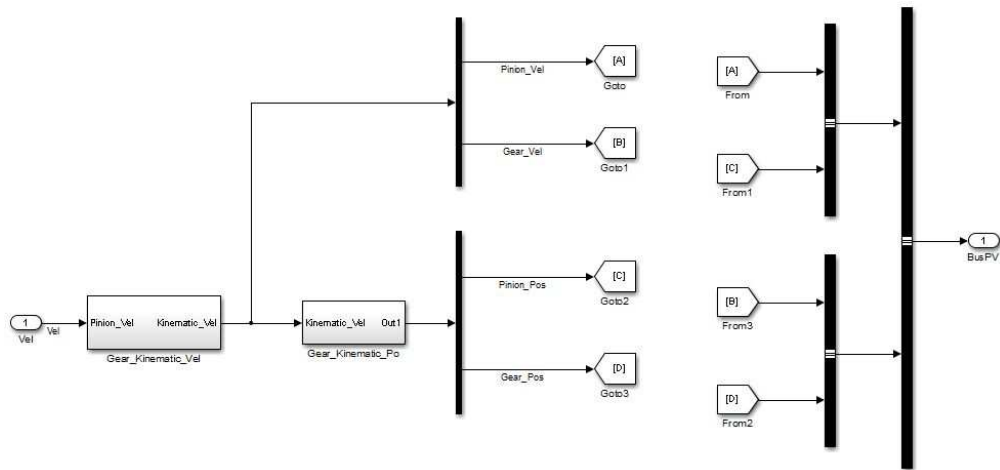 Pinion_Vel
[A]
Goto
Gear_Vel
[B]
Goto1
[A]
From
[C]
From1
1
BusPV
1
Vel
Vel
Pinion_Vel Kinematic_Vel
Gear_Kinematic_Vel
Kinematic_Vel Out1
Gear_Kinematic_Po
Pinion_Pos
[C]
Goto2
Gear_Pos
[D]
Goto3
[B]
From3
[D]
From2